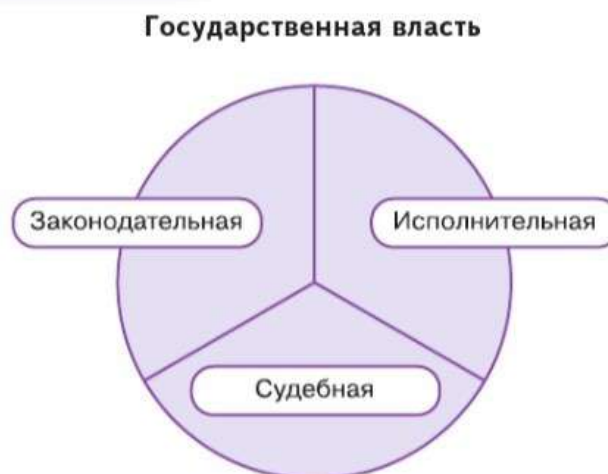 Государственная власть
Законодательная
Исполнительная
Судебная